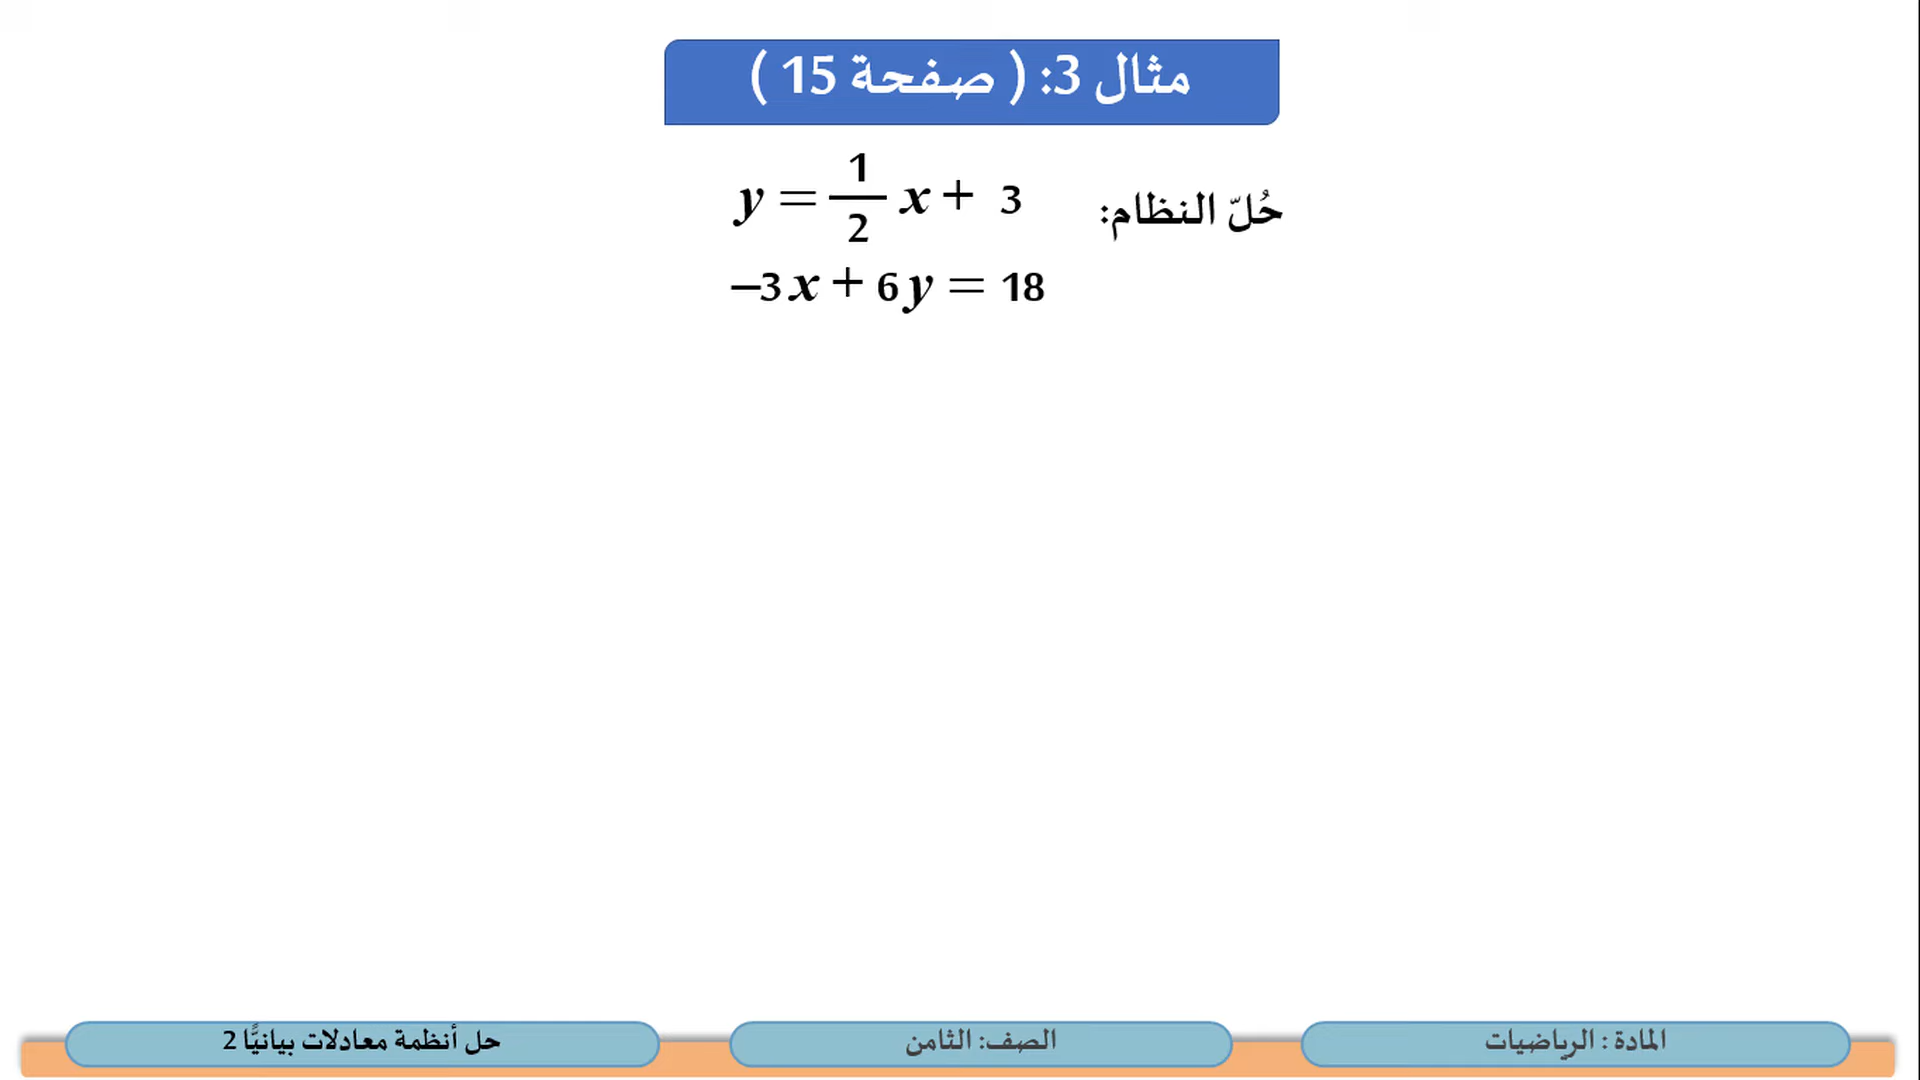 مثال 3: ( صفحة 15 )
حُلّ النظام:
y = 1/2 x + 3
−3x + 6y = 18
المادة : الرياضيات
الصف: الثامن
حل أنظمة معادلات بيانيًّا 2